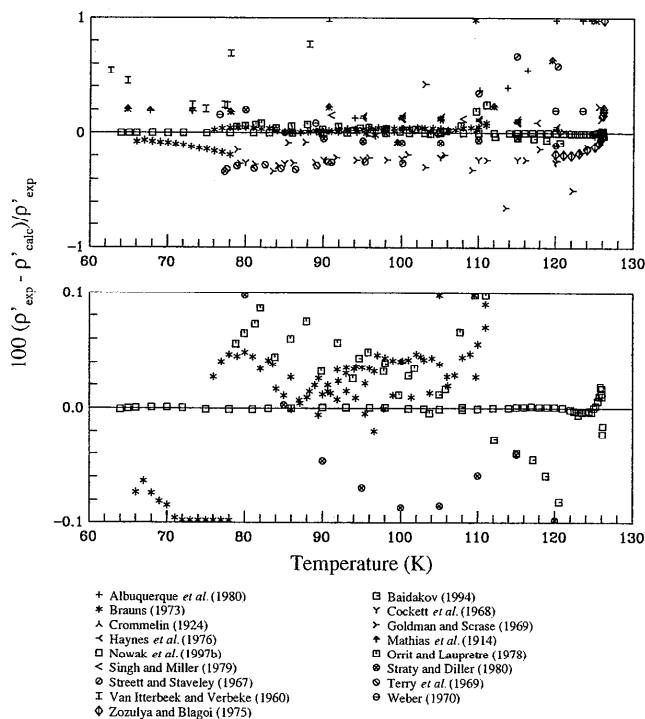 1
0
-1
60 70 80 90 100 110 120 130
100 (ρ'exp - ρ'calc)/ρ'exp
0.1
0.0
-0.1
60 70 80 90 100 110 120 130
Temperature (K)
Albuquerque et al. (1980)
Brauns (1973)
Crommelin (1924)
Haynes et al. (1976)
Nowak et al. (1997b)
Singh and Miller (1979)
Streett and Staveley (1967)
Van Itterbeek and Verbeke (1960)
Zozulya and Blagoi (1975)
Baidakov (1994)
Cockett et al. (1968)
Goldman and Scrase (1969)
Mathias et al. (1914)
Orrit and Laupretre (1978)
Straty and Diller (1980)
Terry et al. (1969)
Weber (1970)